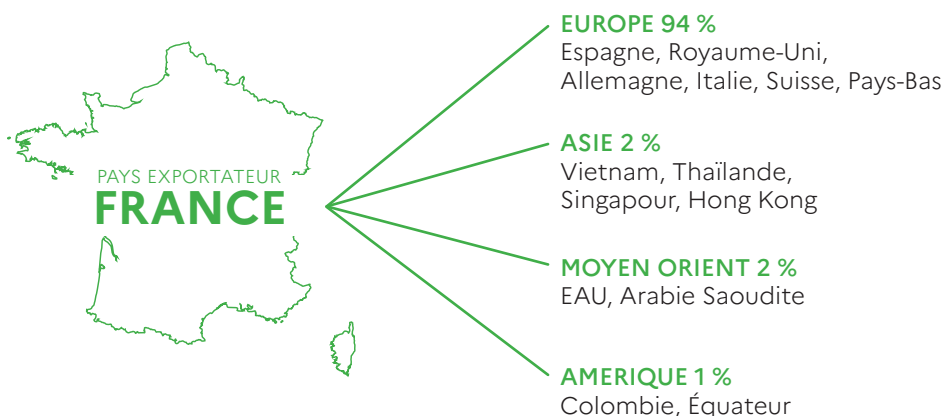 PAYS EXPORTATEUR
FRANCE
EUROPE 94 %
Espagne, Royaume-Uni,
Allemagne, Italie, Suisse, Pays-Bas
ASIE 2 %
Vietnam, Thaïlande,
Singapour, Hong Kong
MOYEN ORIENT 2 %
EAU, Arabie Saoudite
AMERIQUE 1 %
Colombie, Équateur